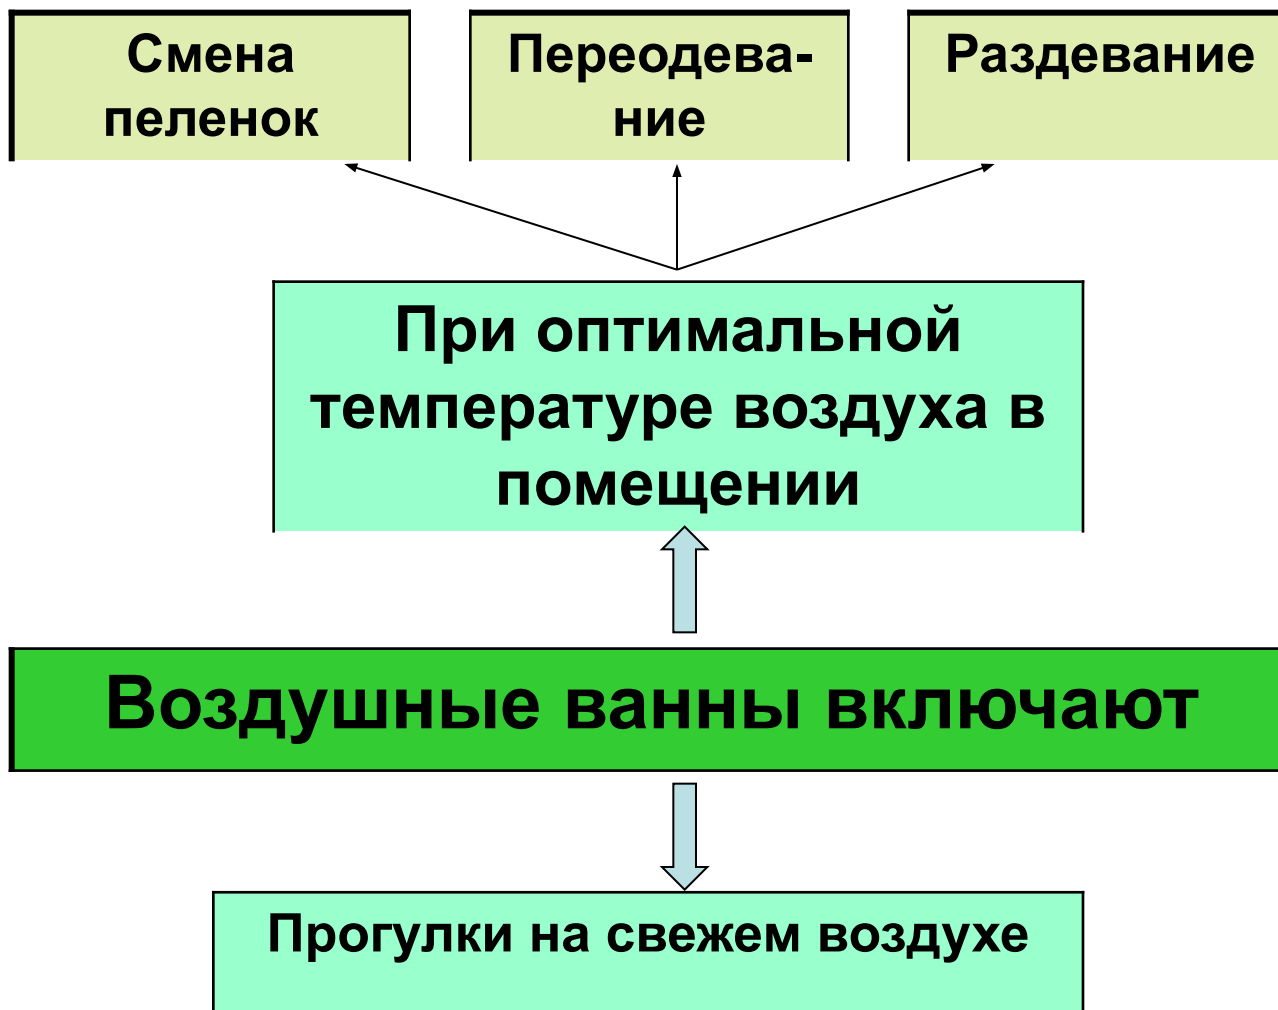 Смена
пеленок
Переодева-
ние
Раздевание
При оптимальной
температуре воздуха в
помещении
Воздушные ванны включают
Прогулки на свежем воздухе